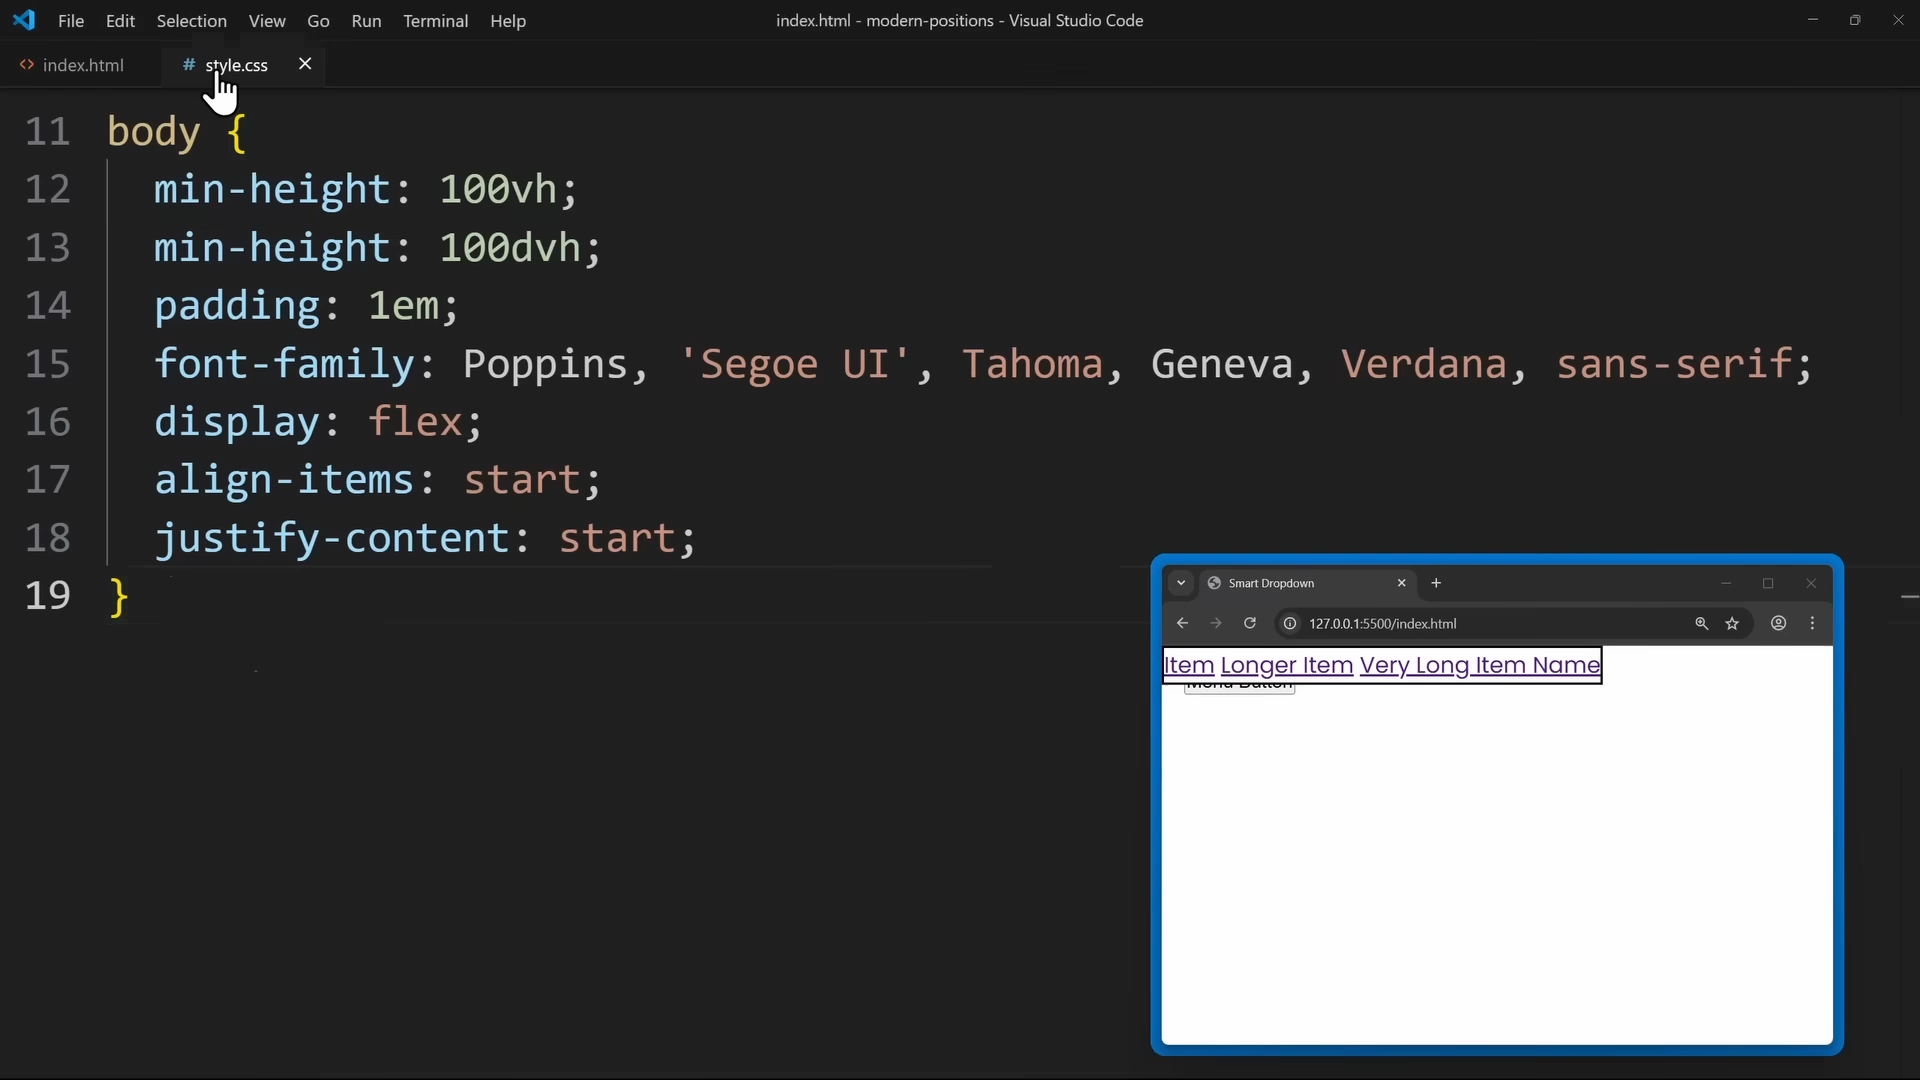 File Edit Selection View Go Run Terminal Help
index.html - modern-positions - Visual Studio Code
<> index.html
# style.css
11 body {
12 min-height: 100vh;
13 min-height: 100dvh;
14 padding: 1em;
15 font-family: Poppins, 'Segoe UI', Tahoma, Geneva, Verdana, sans-serif;
16 display: flex;
17 align-items: start;
18 justify-content: start;
19 }
Smart Dropdown
127.0.0.1:5500/index.html
Item Longer Item Very Long Item Name
Menu Button